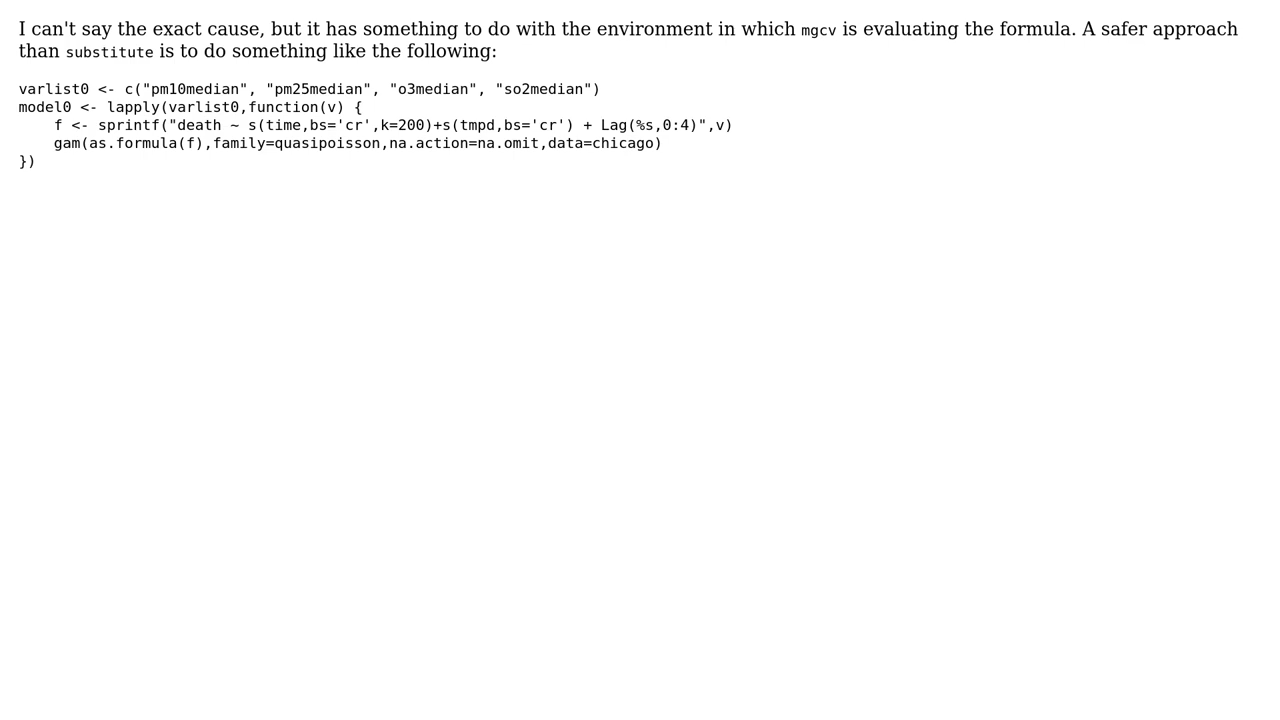 I can't say the exact cause, but it has something to do with the environment in which mgcv is evaluating the formula. A safer approach
than substitute is to do something like the following:
varlist0 <- c("pm10median", "pm25median", "o3median", "so2median")
model0 <- lapply(varlist0,function(v) {
    f <- sprintf("death ~ s(time,bs='cr',k=200)+s(tmpd,bs='cr') + Lag(%s,0:4)",v)
    gam(as.formula(f),family=quasipoisson,na.action=na.omit,data=chicago)
})